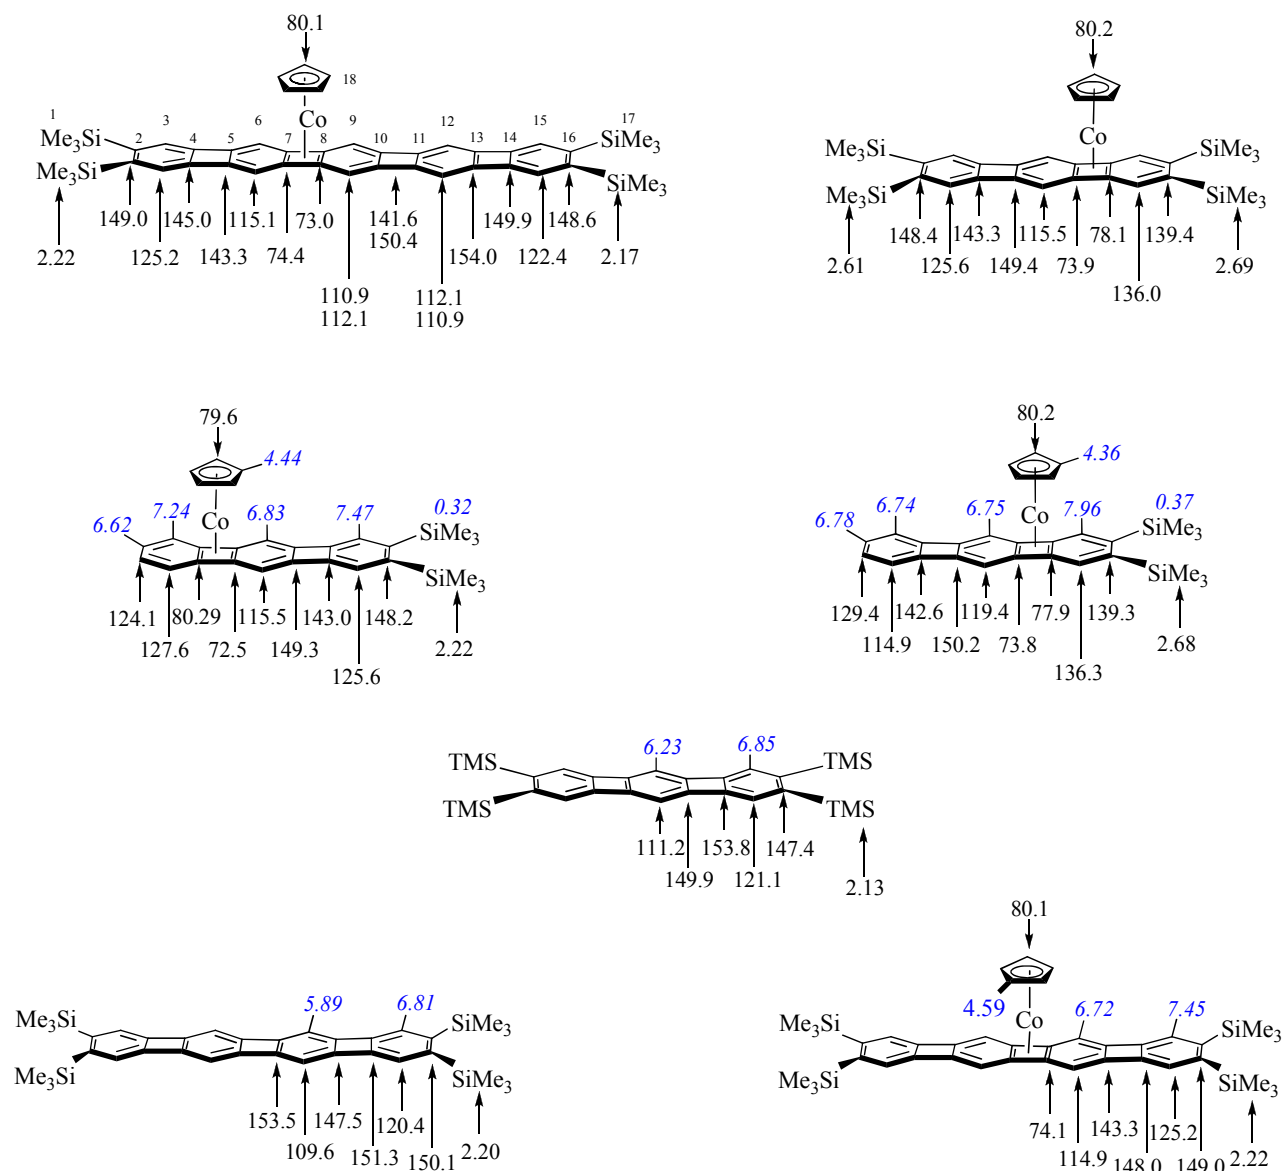 80.1
18
Co
1 3 6 9 12 15 17
Me3Si 2 4 5 7 8 10 11 13 14 16 SiMe3
Me3Si SiMe3
149.0 145.0 115.1 73.0 141.6 149.9 148.6
150.4
2.22 125.2 143.3 74.4 154.0 122.4 2.17
110.9 112.1
112.1 110.9
80.2
Co
Me3Si SiMe3
Me3Si SiMe3
148.4 143.3 115.5 78.1 139.4
2.61 125.6 149.4 73.9 2.69
136.0
79.6
4.44
6.62 7.24 Co 6.83 7.47 0.32
SiMe3
SiMe3
124.1 80.29 115.5 143.0 148.2
127.6 72.5 149.3 2.22
125.6
80.2
4.36
6.78 6.74 6.75 Co 7.96 0.37
SiMe3
SiMe3
129.4 142.6 119.4 77.9 139.3
114.9 150.2 73.8 2.68
136.3
6.23 6.85
TMS TMS
TMS TMS
111.2 153.8 147.4
149.9 121.1 2.13
5.89 6.81
Me3Si SiMe3
Me3Si SiMe3
153.5 147.5 120.4
109.6 151.3 150.1 2.20
80.1
4.59 Co 6.72 7.45
Me3Si SiMe3
Me3Si SiMe3
74.1 143.3 125.2
114.9 148.0 149.0 2.22